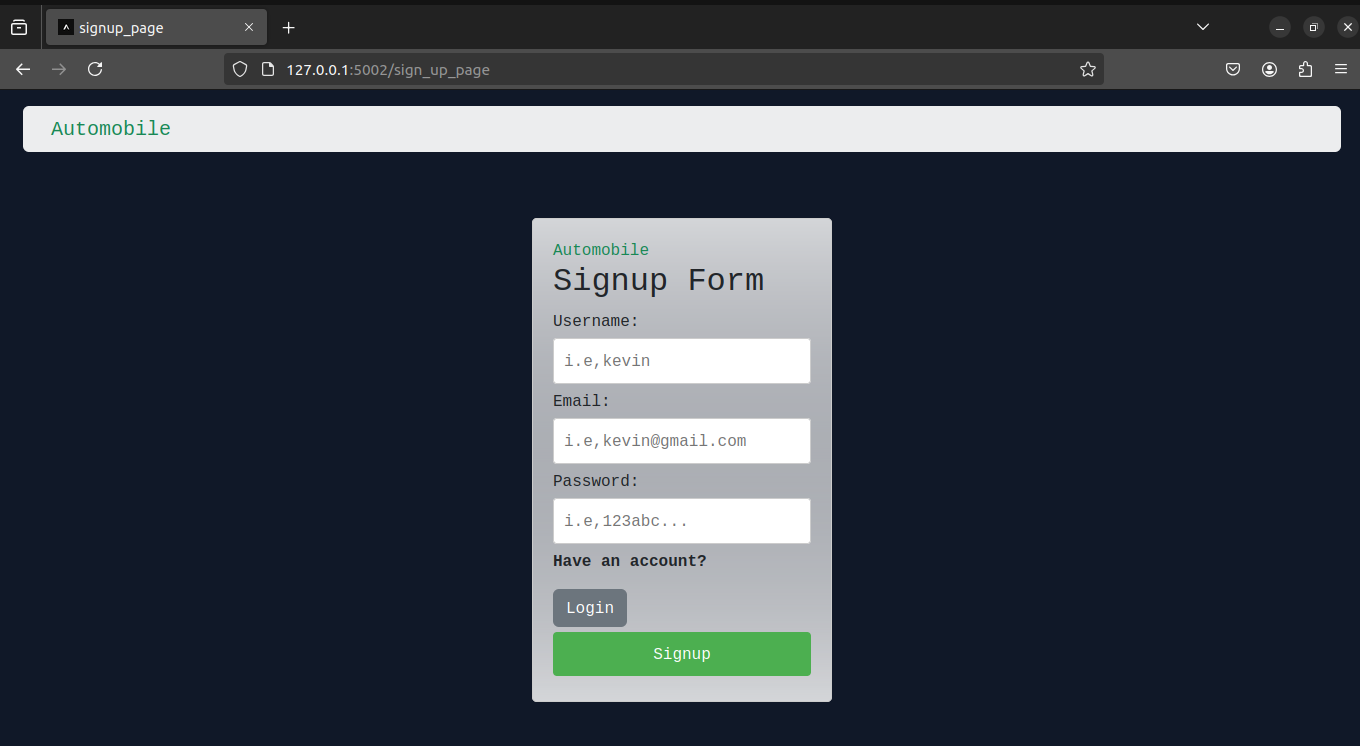 signup_page
127.0.0.1:5002/sign_up_page
Automobile
Automobile
Signup Form
Username:
i.e,kevin
Email:
i.e,kevin@gmail.com
Password:
i.e,123abc...
Have an account?
Login
Signup